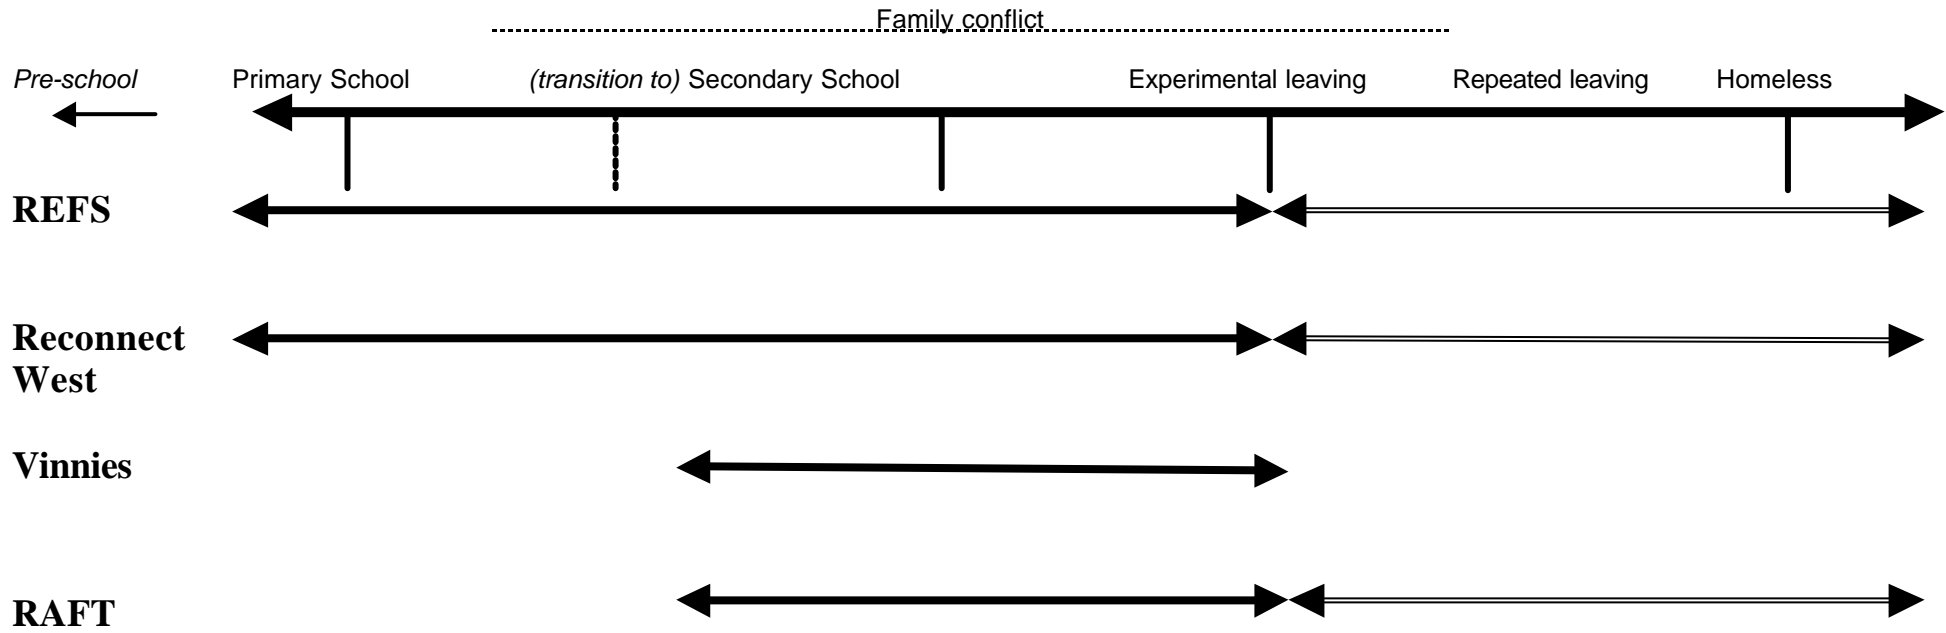 Family conflict
Pre-school Primary School (transition to) Secondary School Experimental leaving Repeated leaving Homeless
REFS
Reconnect
West
Vinnies
RAFT